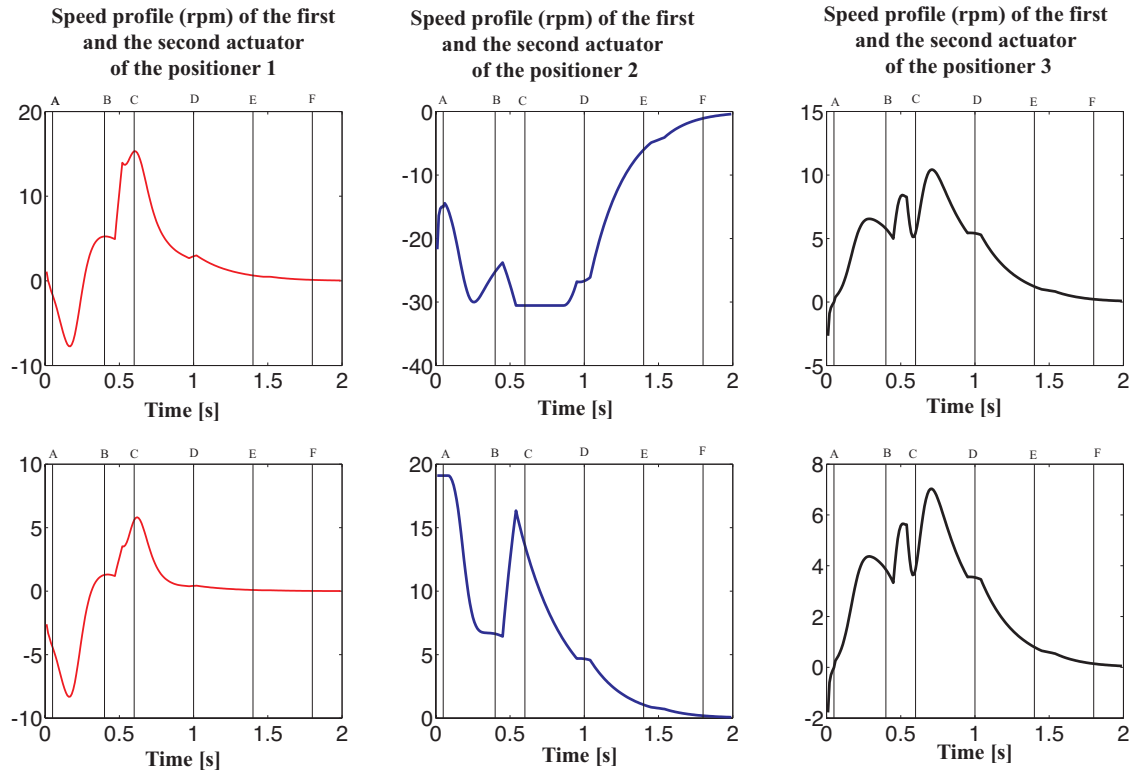 Speed profile (rpm) of the first
and the second actuator
of the positioner 1
Speed profile (rpm) of the first
and the second actuator
of the positioner 2
Speed profile (rpm) of the first
and the second actuator
of the positioner 3
A B C D E F
20
10
0
-10
0 0.5 1 1.5 2
Time [s]
A B C D E F
0
-10
-20
-30
-40
0 0.5 1 1.5 2
Time [s]
A B C D E F
15
10
5
0
-5
0 0.5 1 1.5 2
Time [s]
A B C D E F
10
5
0
-5
-10
0 0.5 1 1.5 2
Time [s]
A B C D E F
20
15
10
5
0
0 0.5 1 1.5 2
Time [s]
A B C D E F
8
6
4
2
0
-2
0 0.5 1 1.5 2
Time [s]